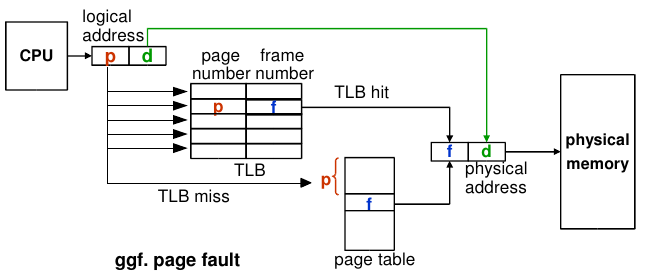 logical
address
CPU
p d
page frame
number number
p f
TLB hit
TLB
TLB miss
p
f
page table
f d
physical
address
physical
memory
ggf. page fault